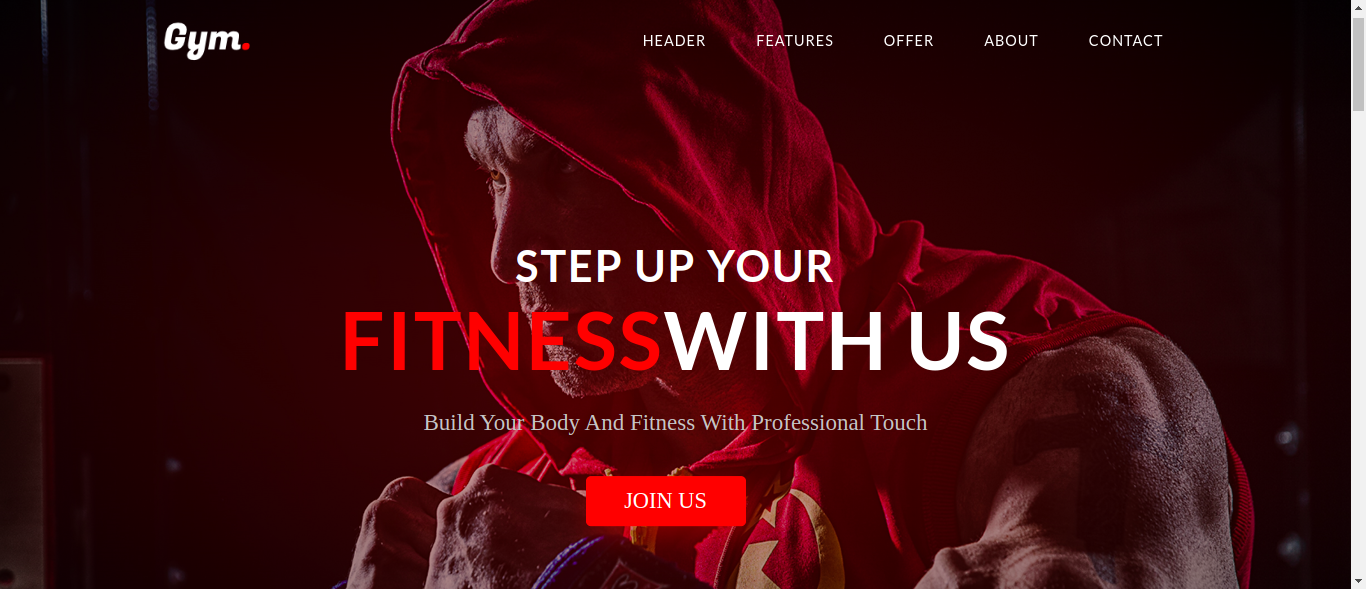 Gym.
HEADER FEATURES OFFER ABOUT CONTACT
STEP UP YOUR
FITNESSWITH US
Build Your Body And Fitness With Professional Touch
JOIN US